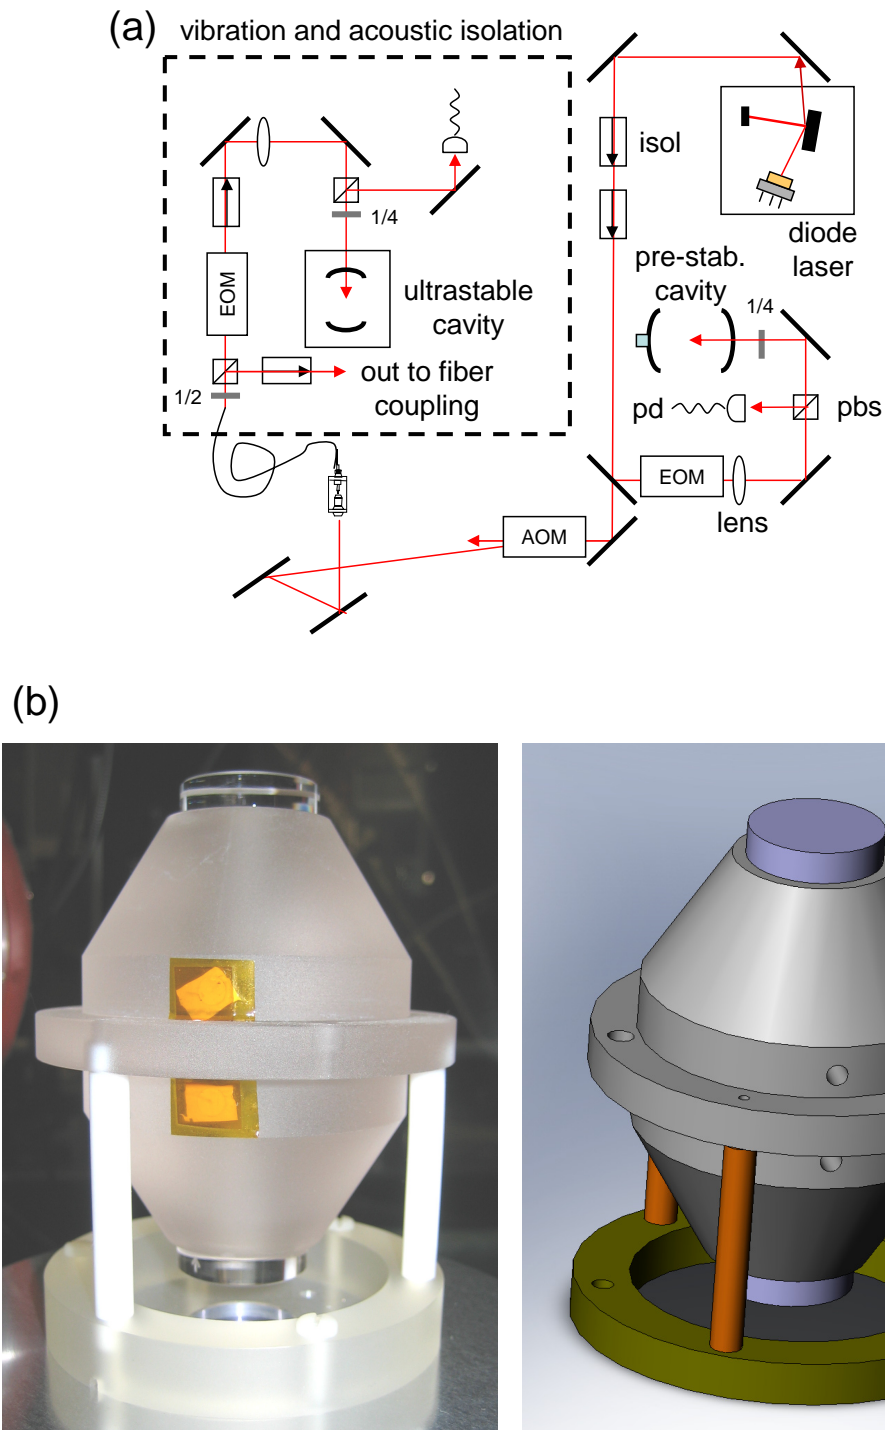 (a) vibration and acoustic isolation
isol
diode
laser
pre-stab.
cavity
1/4
1/4
ultrastable
cavity
EOM
out to fiber
coupling
1/2
pd
pbs
EOM
lens
AOM
(b)